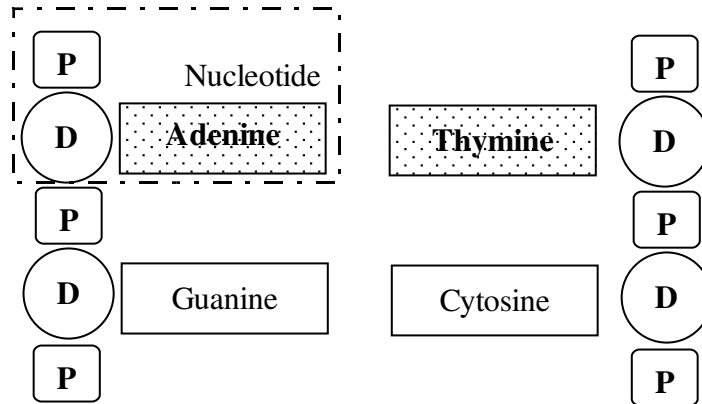 P P
Nucleotide
D Adenine Thymine D
P P
D Guanine Cytosine D
P P